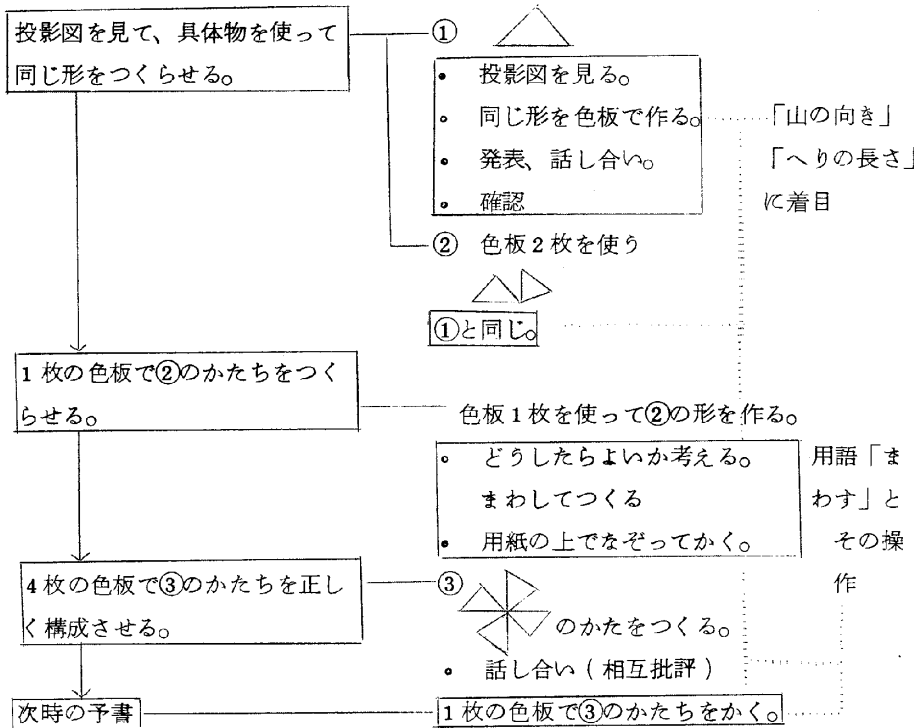 投影図を見て、具体物を使って
同じ形をつくらせる。
①
• 投影図を見る。
• 同じ形を色板で作る。
• 発表、話し合い。
• 確認
「山の向き」
「へりの長さ」
に着目
② 色板2枚を使う
①と同じ。
1枚の色板で②のかたちをつく
らせる。
色板1枚を使って②の形を作る。
• どうしたらよいか考える。
まわしてつくる
• 用紙の上でなぞってかく。
用語「ま
わす」と
その操
作
4枚の色板で③のかたちを正し
く構成させる。
③
のかたをつくる。
• 話し合い(相互批評)
次時の予書
1枚の色板で③のかたちをかく。